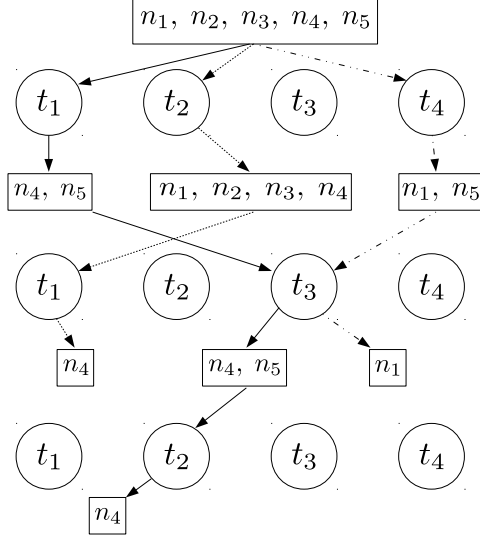 n₁, n₂, n₃, n₄, n₅
t₁ t₂ t₃ t₄
n₄, n₅ n₁, n₂, n₃, n₄ n₁, n₅
t₁ t₂ t₃ t₄
n₄ n₄, n₅ n₁
t₁ t₂ t₃ t₄
n₄